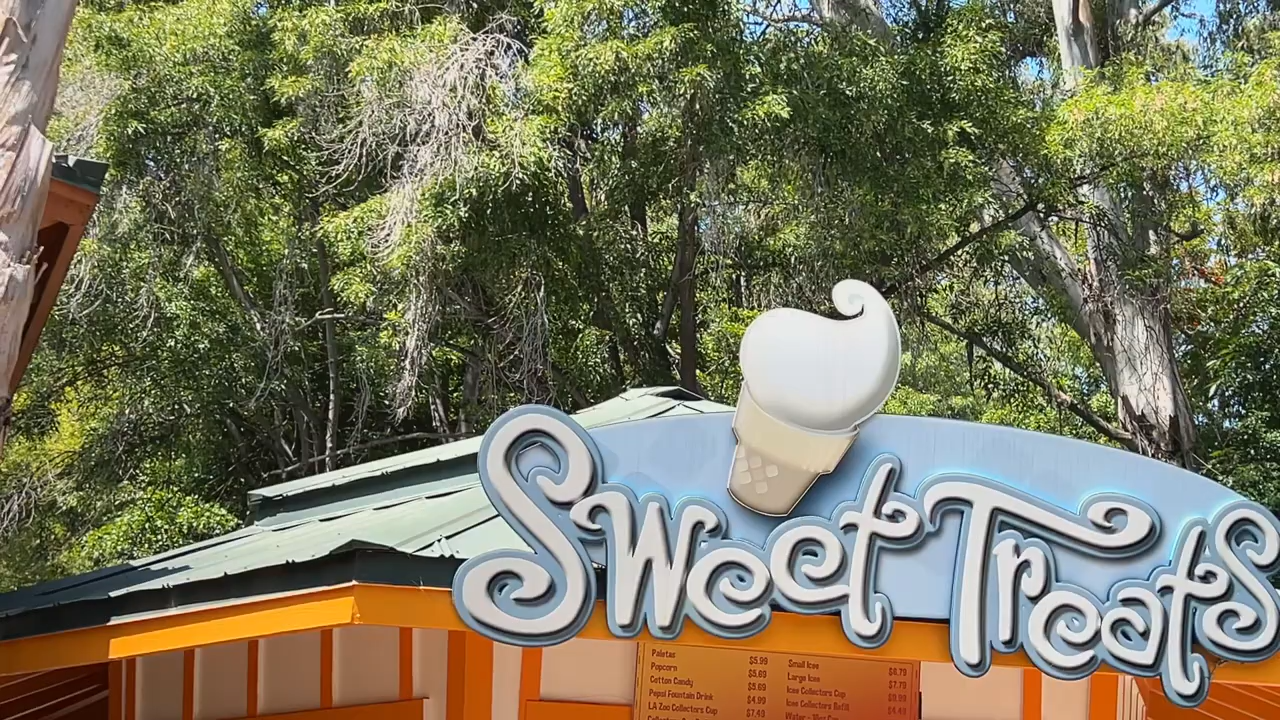 Sweet Treats
Paletas $5.99
Popcorn $5.69
Cotton Candy $5.69
Pepsi Fountain Drink $4.99
LA Zoo Collectors Cup $7.49
Small Icee $6.79
Large Icee $7.79
Icee Collectors Cup $9.99
Icee Collectors Refill